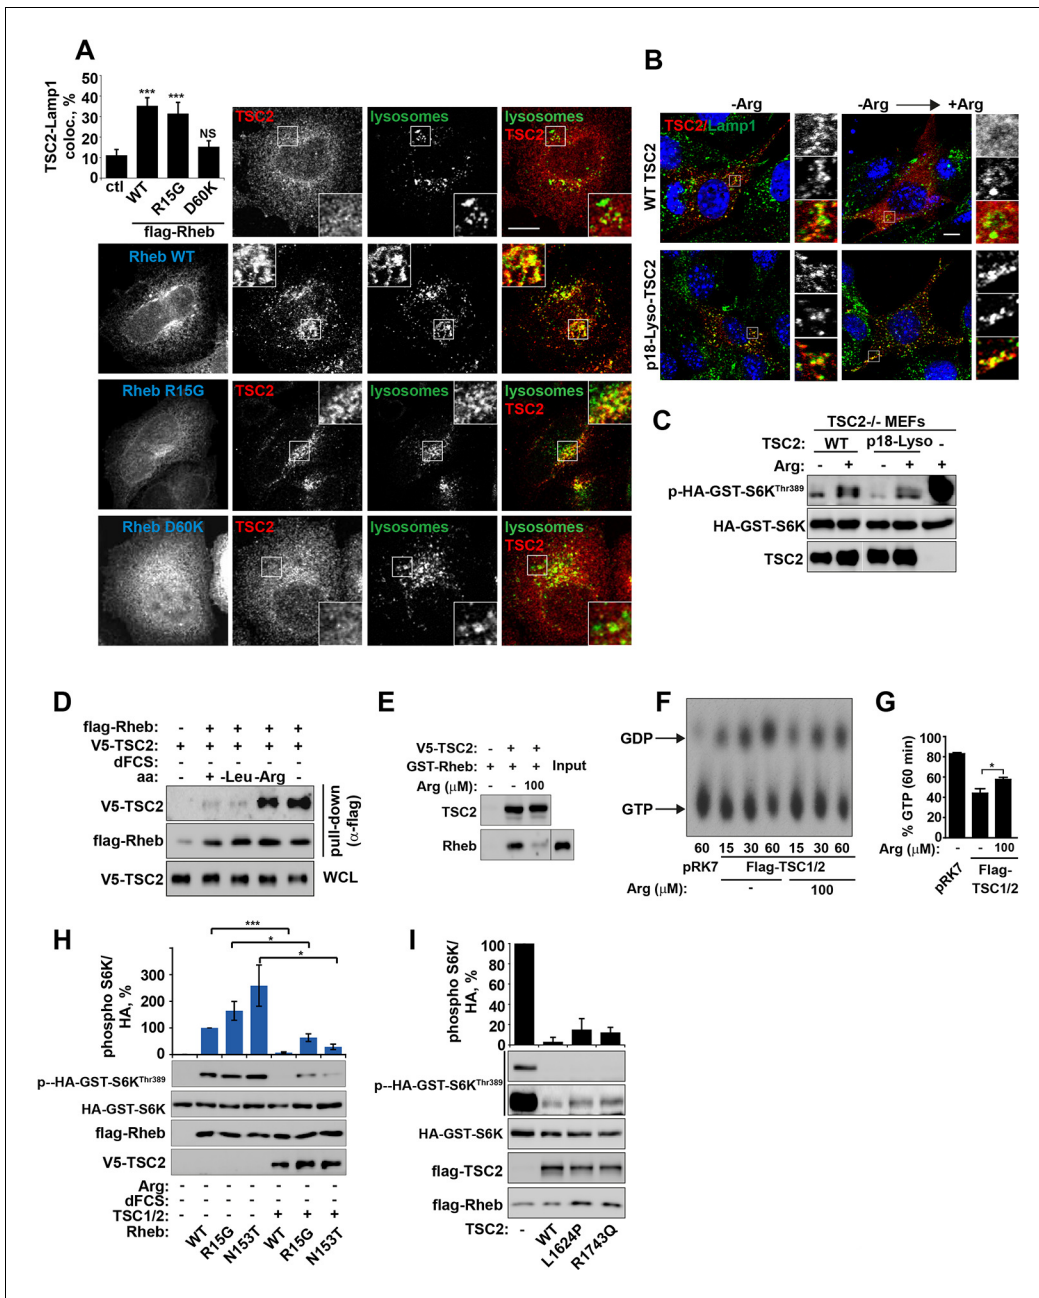 A
TSC2-Lamp1
coloc., %
50
40
30
20
10
0
***
***
NS
ctl
WT
R15G
D60K
flag-Rheb
TSC2
lysosomes
lysosomes
TSC2
Rheb WT
Rheb R15G
TSC2
lysosomes
lysosomes
TSC2
Rheb D60K
TSC2
lysosomes
lysosomes
TSC2
B
-Arg
-Arg
+Arg
TSC2/Lamp1
WT TSC2
p18-Lyso-TSC2
C
TSC2-/- MEFs
TSC2: WT p18-Lyso -
Arg: - + - + +
p-HA-GST-S6KThr389
HA-GST-S6K
TSC2
D
flag-Rheb: - + + + +
V5-TSC2: + + + + +
dFCS: - - - - -
aa: - + -Leu -Arg -
V5-TSC2
flag-Rheb
V5-TSC2
pull-down
(α-flag)
WCL
E
V5-TSC2: - + +
GST-Rheb: + + + Input
Arg (μM): - - 100
TSC2
Rheb
F
GDP
GTP
60 15 30 60 15 30 60
pRK7 Flag-TSC1/2
Arg (μM): - 100
G
% GTP (60 min)
100
80
60
40
20
0
*
Arg (μM): - 100
pRK7
Flag-
TSC1/2
H
phospho S6K/
HA, %
300
200
100
0
***
*
*
p--HA-GST-S6KThr389
HA-GST-S6K
flag-Rheb
V5-TSC2
Arg: - - - - - - -
dFCS: - - - - - - -
TSC1/2: - - - - + + +
Rheb: - WT R15G N153T WT R15G N153T
I
phospho S6K/
HA, %
100
80
60
40
20
0
p--HA-GST-S6KThr389
HA-GST-S6K
flag-TSC2
flag-Rheb
TSC2: - WT L1624P R1743Q